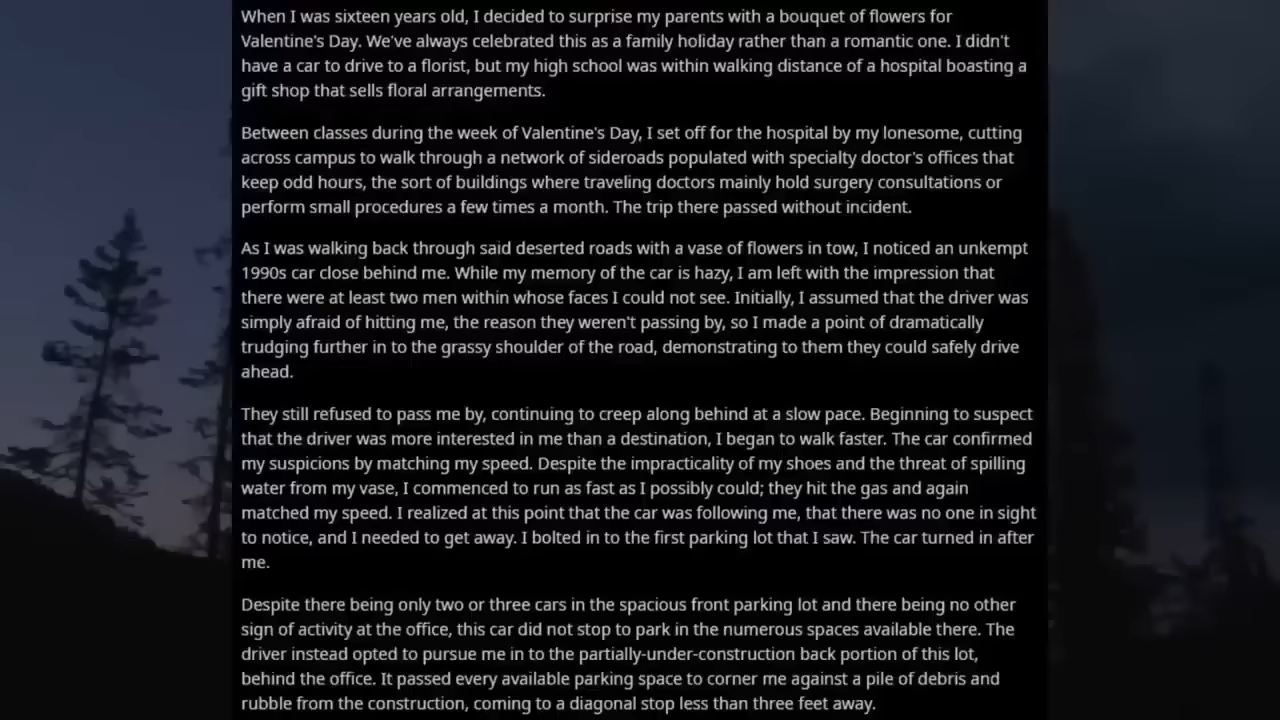 When I was sixteen years old, I decided to surprise my parents with a bouquet of flowers for
Valentine's Day. We've always celebrated this as a family holiday rather than a romantic one. I didn't
have a car to drive to a florist, but my high school was within walking distance of a hospital boasting a
gift shop that sells floral arrangements.
Between classes during the week of Valentine's Day, I set off for the hospital by my lonesome, cutting
across campus to walk through a network of sideroads populated with specialty doctor's offices that
keep odd hours, the sort of buildings where traveling doctors mainly hold surgery consultations or
perform small procedures a few times a month. The trip there passed without incident.
As I was walking back through said deserted roads with a vase of flowers in tow, I noticed an unkempt
1990s car close behind me. While my memory of the car is hazy, I am left with the impression that
there were at least two men within whose faces I could not see. Initially, I assumed that the driver was
simply afraid of hitting me, the reason they weren't passing by, so I made a point of dramatically
trudging further in to the grassy shoulder of the road, demonstrating to them they could safely drive
ahead.
They still refused to pass me by, continuing to creep along behind at a slow pace. Beginning to suspect
that the driver was more interested in me than a destination, I began to walk faster. The car confirmed
my suspicions by matching my speed. Despite the impracticality of my shoes and the threat of spilling
water from my vase, I commenced to run as fast as I possibly could; they hit the gas and again
matched my speed. I realized at this point that the car was following me, that there was no one in sight
to notice, and I needed to get away. I bolted in to the first parking lot that I saw. The car turned in after
me.
Despite there being only two or three cars in the spacious front parking lot and there being no other
sign of activity at the office, this car did not stop to park in the numerous spaces available there. The
driver instead opted to pursue me in to the partially-under-construction back portion of this lot,
behind the office. It passed every available parking space to corner me against a pile of debris and
rubble from the construction, coming to a diagonal stop less than three feet away.